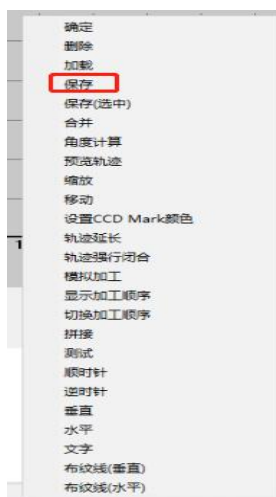 确定
删除
加载
保存
保存(选中)
合并
角度计算
预览轨迹
缩放
移动
设置CCD Mark颜色
轨迹延长
轨迹强行闭合
模拟加工
显示加工顺序
切换加工顺序
拼接
测试
顺时针
逆时针
垂直
水平
文字
布纹线(垂直)
布纹线(水平)